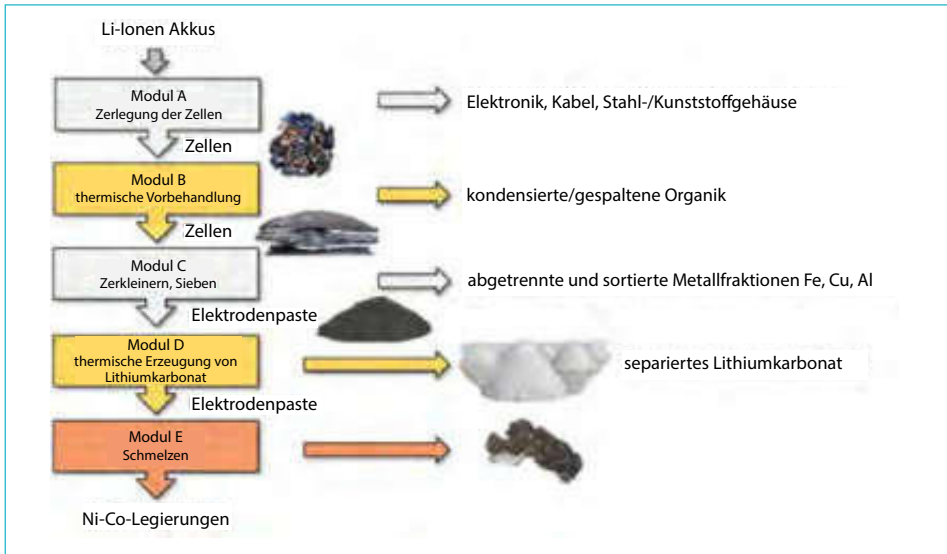 Li-Ionen Akkus
Modul A
Zerlegung der Zellen
Elektronik, Kabel, Stahl-/Kunststoffgehäuse
Zellen
Modul B
thermische Vorbehandlung
kondensierte/gespaltene Organik
Zellen
Modul C
Zerkleinern, Sieben
abgetrennte und sortierte Metallfraktionen Fe, Cu, Al
Elektrodenpaste
Modul D
thermische Erzeugung von
Lithiumkarbonat
separiertes Lithiumkarbonat
Elektrodenpaste
Modul E
Schmelzen
Ni-Co-Legierungen